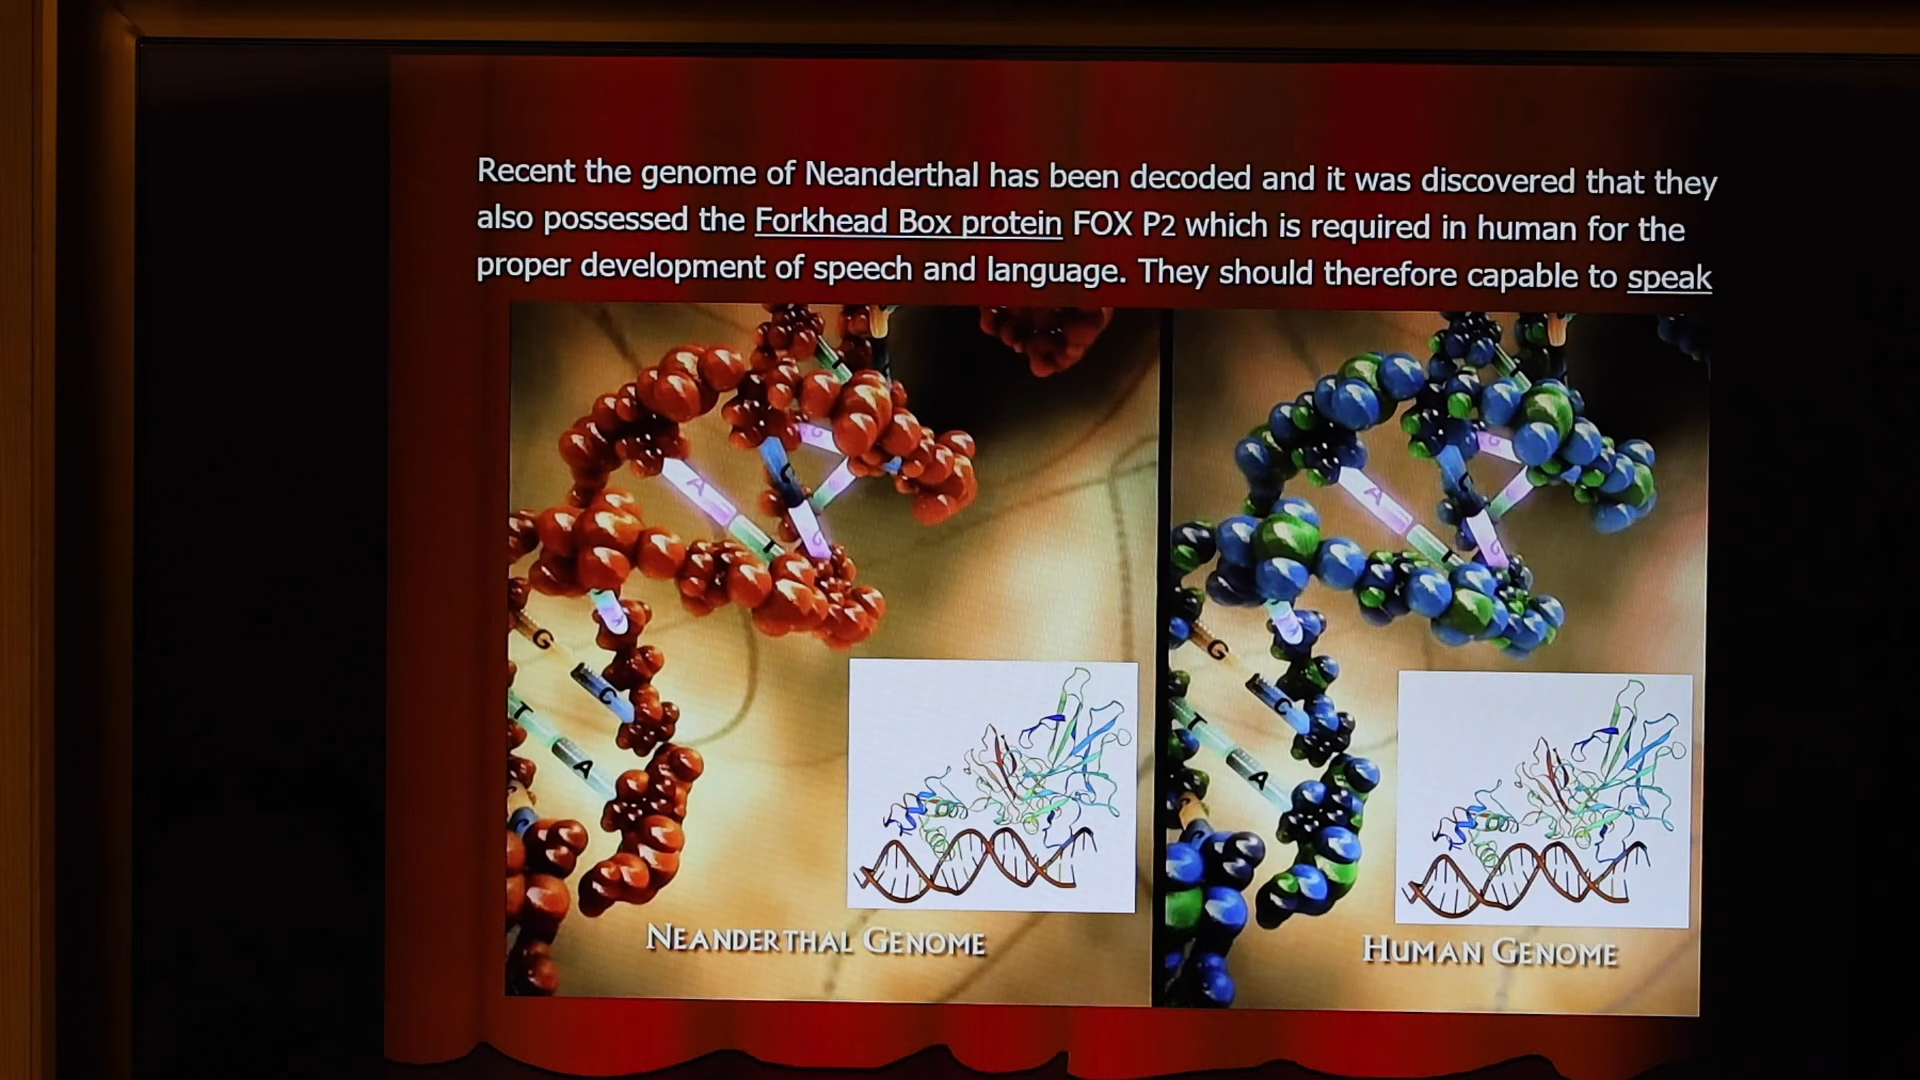 Recent the genome of Neanderthal has been decoded and it was discovered that they
also possessed the Forkhead Box protein FOX P2 which is required in human for the
proper development of speech and language. They should therefore capable to speak
A
T
G
C
G
G
C
T
A
NEANDERTHAL GENOME
A
G
G
G
C
T
A
HUMAN GENOME